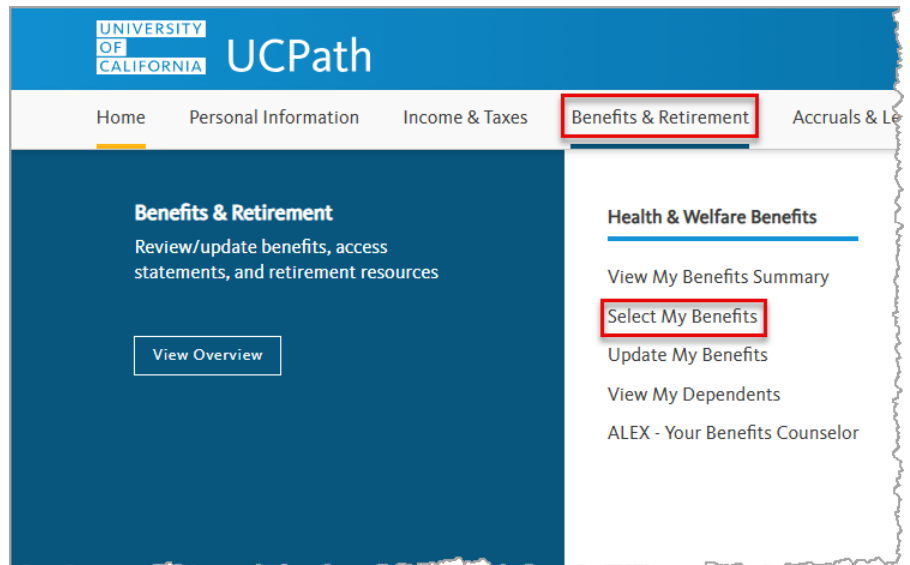 UNIVERSITY
OF
CALIFORNIA
UCPath
Home Personal Information Income & Taxes Benefits & Retirement Accruals &
Benefits & Retirement
Review/update benefits, access
statements, and retirement resources
View Overview
Health & Welfare Benefits
View My Benefits Summary
Select My Benefits
Update My Benefits
View My Dependents
ALEX - Your Benefits Counselor